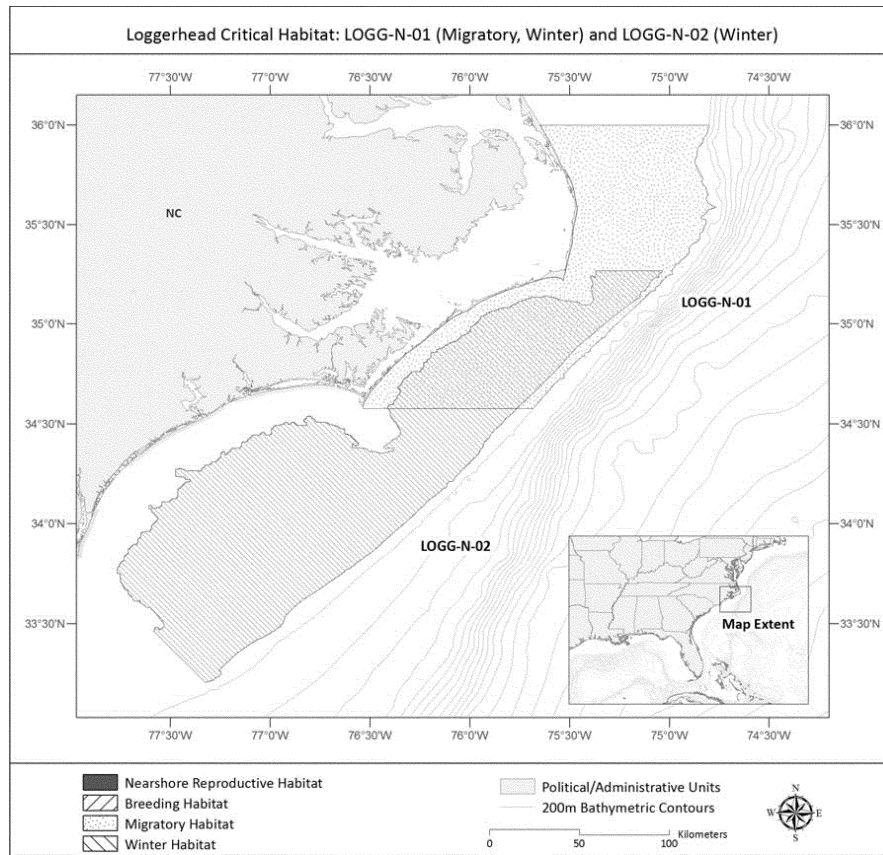 Loggerhead Critical Habitat: LOGG-N-01 (Migratory, Winter) and LOGG-N-02 (Winter)
77°30'W 77°0'W 76°30'W 76°0'W 75°30'W 75°0'W 74°30'W
36°0'N 36°0'N
35°30'N 35°30'N
NC
35°0'N 35°0'N
LOGG-N-01
34°30'N 34°30'N
34°0'N 34°0'N
LOGG-N-02
33°30'N 33°30'N
Map Extent
77°30'W 77°0'W 76°30'W 76°0'W 75°30'W 75°0'W 74°30'W
Nearshore Reproductive Habitat
Breeding Habitat
Migratory Habitat
Winter Habitat
Political/Administrative Units
200m Bathymetric Contours
Kilometers
0 50 100
N
W E
S